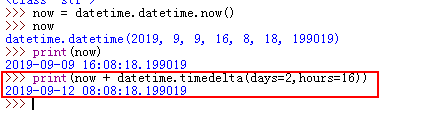 <class 'str'>
>>> now = datetime.datetime.now()
>>> now
datetime.datetime(2019, 9, 9, 16, 8, 18, 199019)
>>> print(now)
2019-09-09 16:08:18.199019
>>> print(now + datetime.timedelta(days=2,hours=16))
2019-09-12 08:08:18.199019
>>>